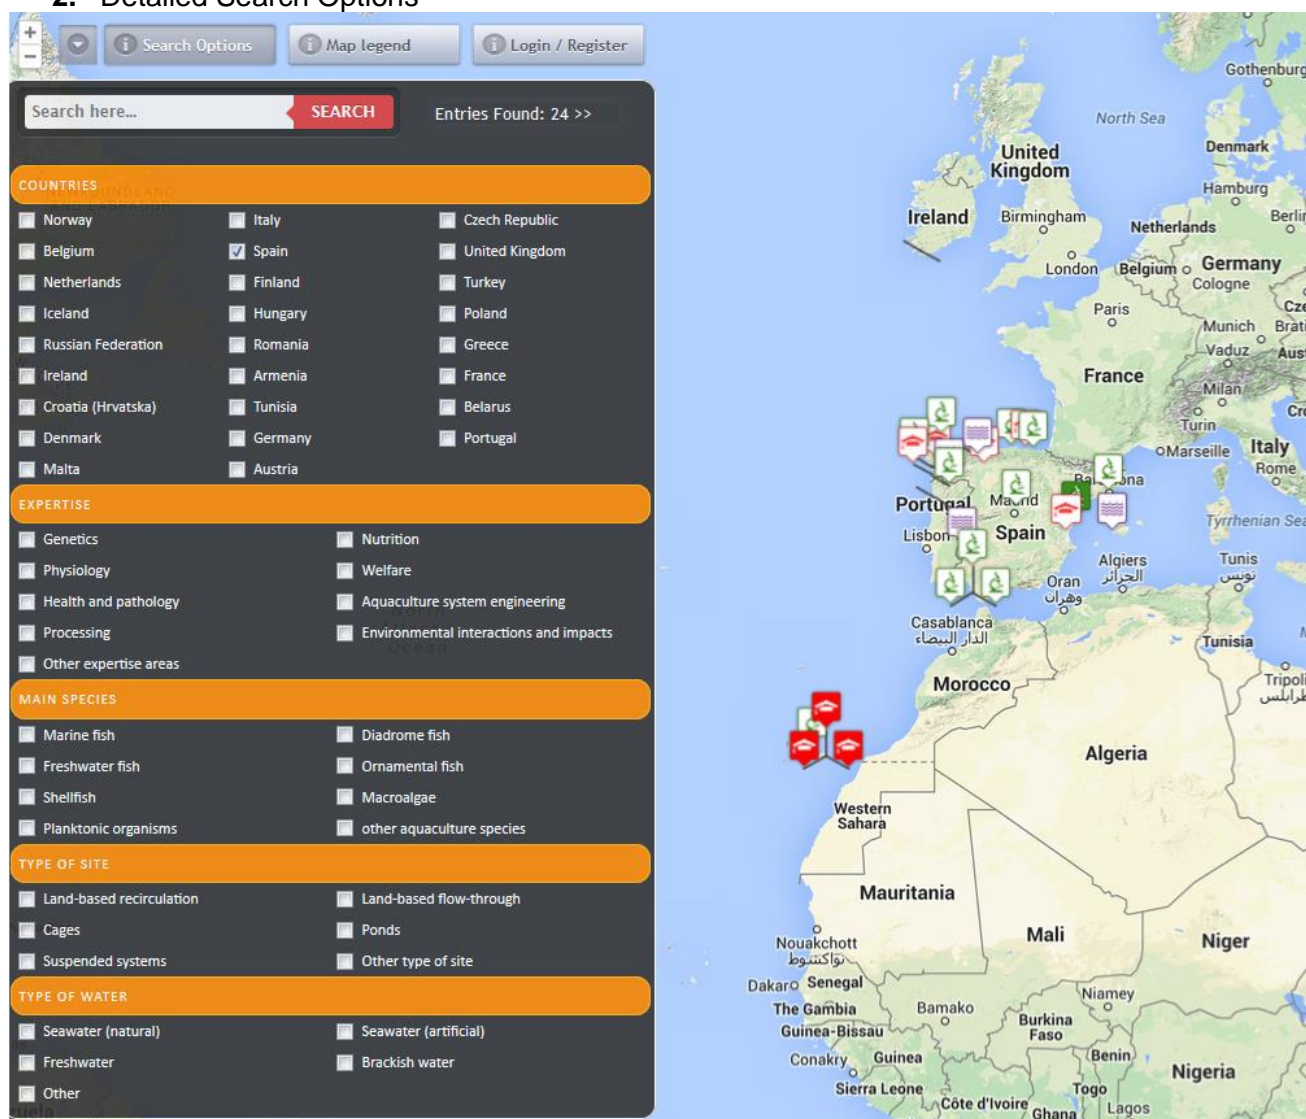 2. Detailed Search Options
+
−
Search Options
Map legend
Login / Register
Search here...
SEARCH
Entries Found: 24 >>
COUNTRIES
Norway Italy Czech Republic
Belgium Spain United Kingdom
Netherlands Finland Turkey
Iceland Hungary Poland
Russian Federation Romania Greece
Ireland Armenia France
Croatia (Hrvatska) Tunisia Belarus
Denmark Germany Portugal
Malta Austria
EXPERTISE
Genetics Nutrition
Physiology Welfare
Health and pathology Aquaculture system engineering
Processing Environmental interactions and impacts
Other expertise areas
MAIN SPECIES
Marine fish Diadrome fish
Freshwater fish Ornamental fish
Shellfish Macroalgae
Planktonic organisms other aquaculture species
TYPE OF SITE
Land-based recirculation Land-based flow-through
Cages Ponds
Suspended systems Other type of site
TYPE OF WATER
Seawater (natural) Seawater (artificial)
Freshwater Brackish water
Other
Gothenburg
North Sea
United
Kingdom
Denmark
Hamburg
Ireland
Birmingham
Netherlands
Berlin
London
Belgium
Germany
Cologne
Paris
Cze
Munich
Brati
Vaduz
Aust
France
Milan
Turin
Cro
Marseille
Italy
Rome
Portugal
Madrid
Lisbon
Spain
Tyrrhenian Sea
Algiers
الجزائر
Tunis
تونس
Oran
وهران
Casablanca
الدار البيضاء
Tunisia
Morocco
Tripoli
طرابلس
Algeria
Western
Sahara
Mauritania
Nouakchott
نواكشوط
Mali
Niger
Dakar
Senegal
The Gambia
Bamako
Niamey
Guinea-Bissau
Burkina
Faso
Conakry
Guinea
Benin
Nigeria
Sierra Leone
Togo
Côte d'Ivoire
Ghana
Lagos